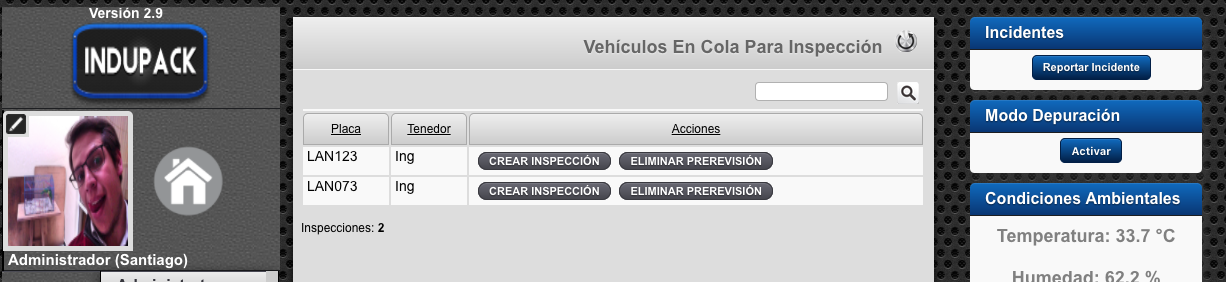 Versión 2.9
INDUPACK
Administrador (Santiago)
Vehículos En Cola Para Inspección
Placa Tenedor Acciones
LAN123 Ing CREAR INSPECCIÓN ELIMINAR PREREVISIÓN
LAN073 Ing CREAR INSPECCIÓN ELIMINAR PREREVISIÓN
Inspecciones: 2
Incidentes
Reportar Incidente
Modo Depuración
Activar
Condiciones Ambientales
Temperatura: 33.7 °C
Humedad: 62.2 %